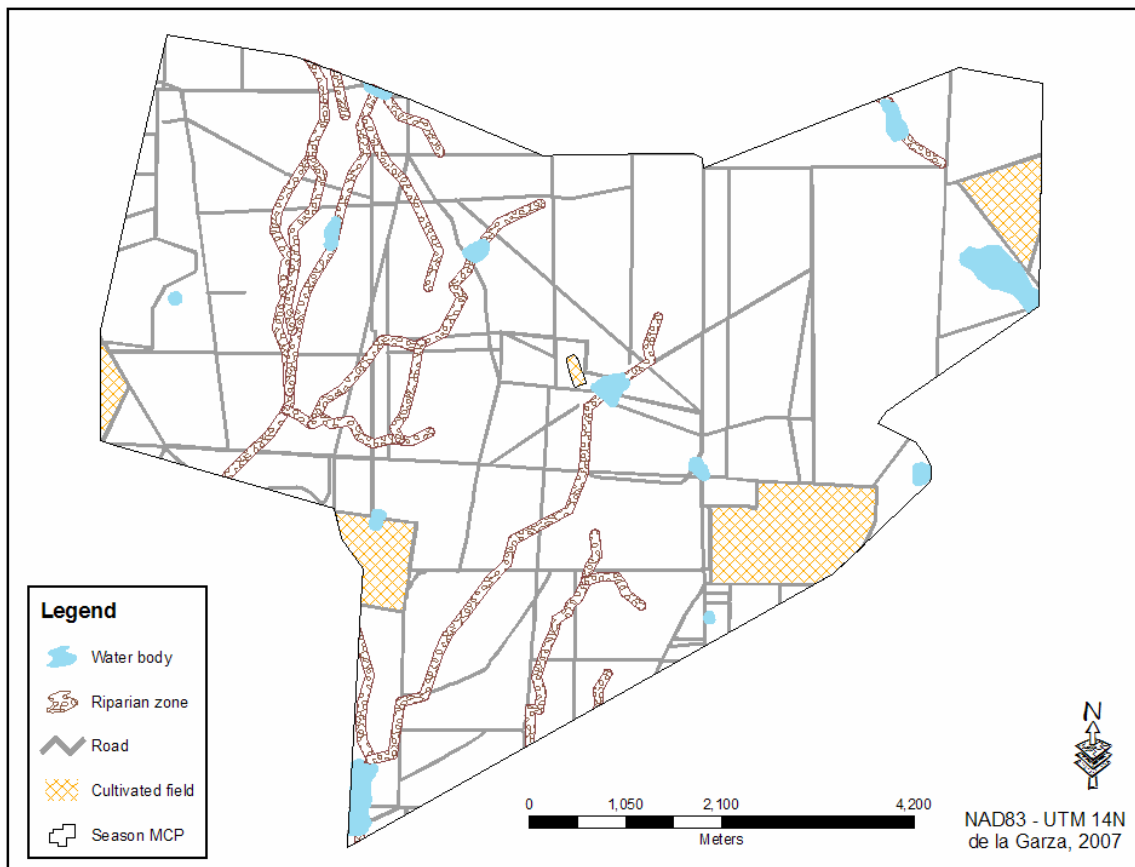 Legend
Water body
Riparian zone
Road
Cultivated field
Season MCP
0 1,050 2,100 4,200
Meters
N
NAD83 - UTM 14N
de la Garza, 2007